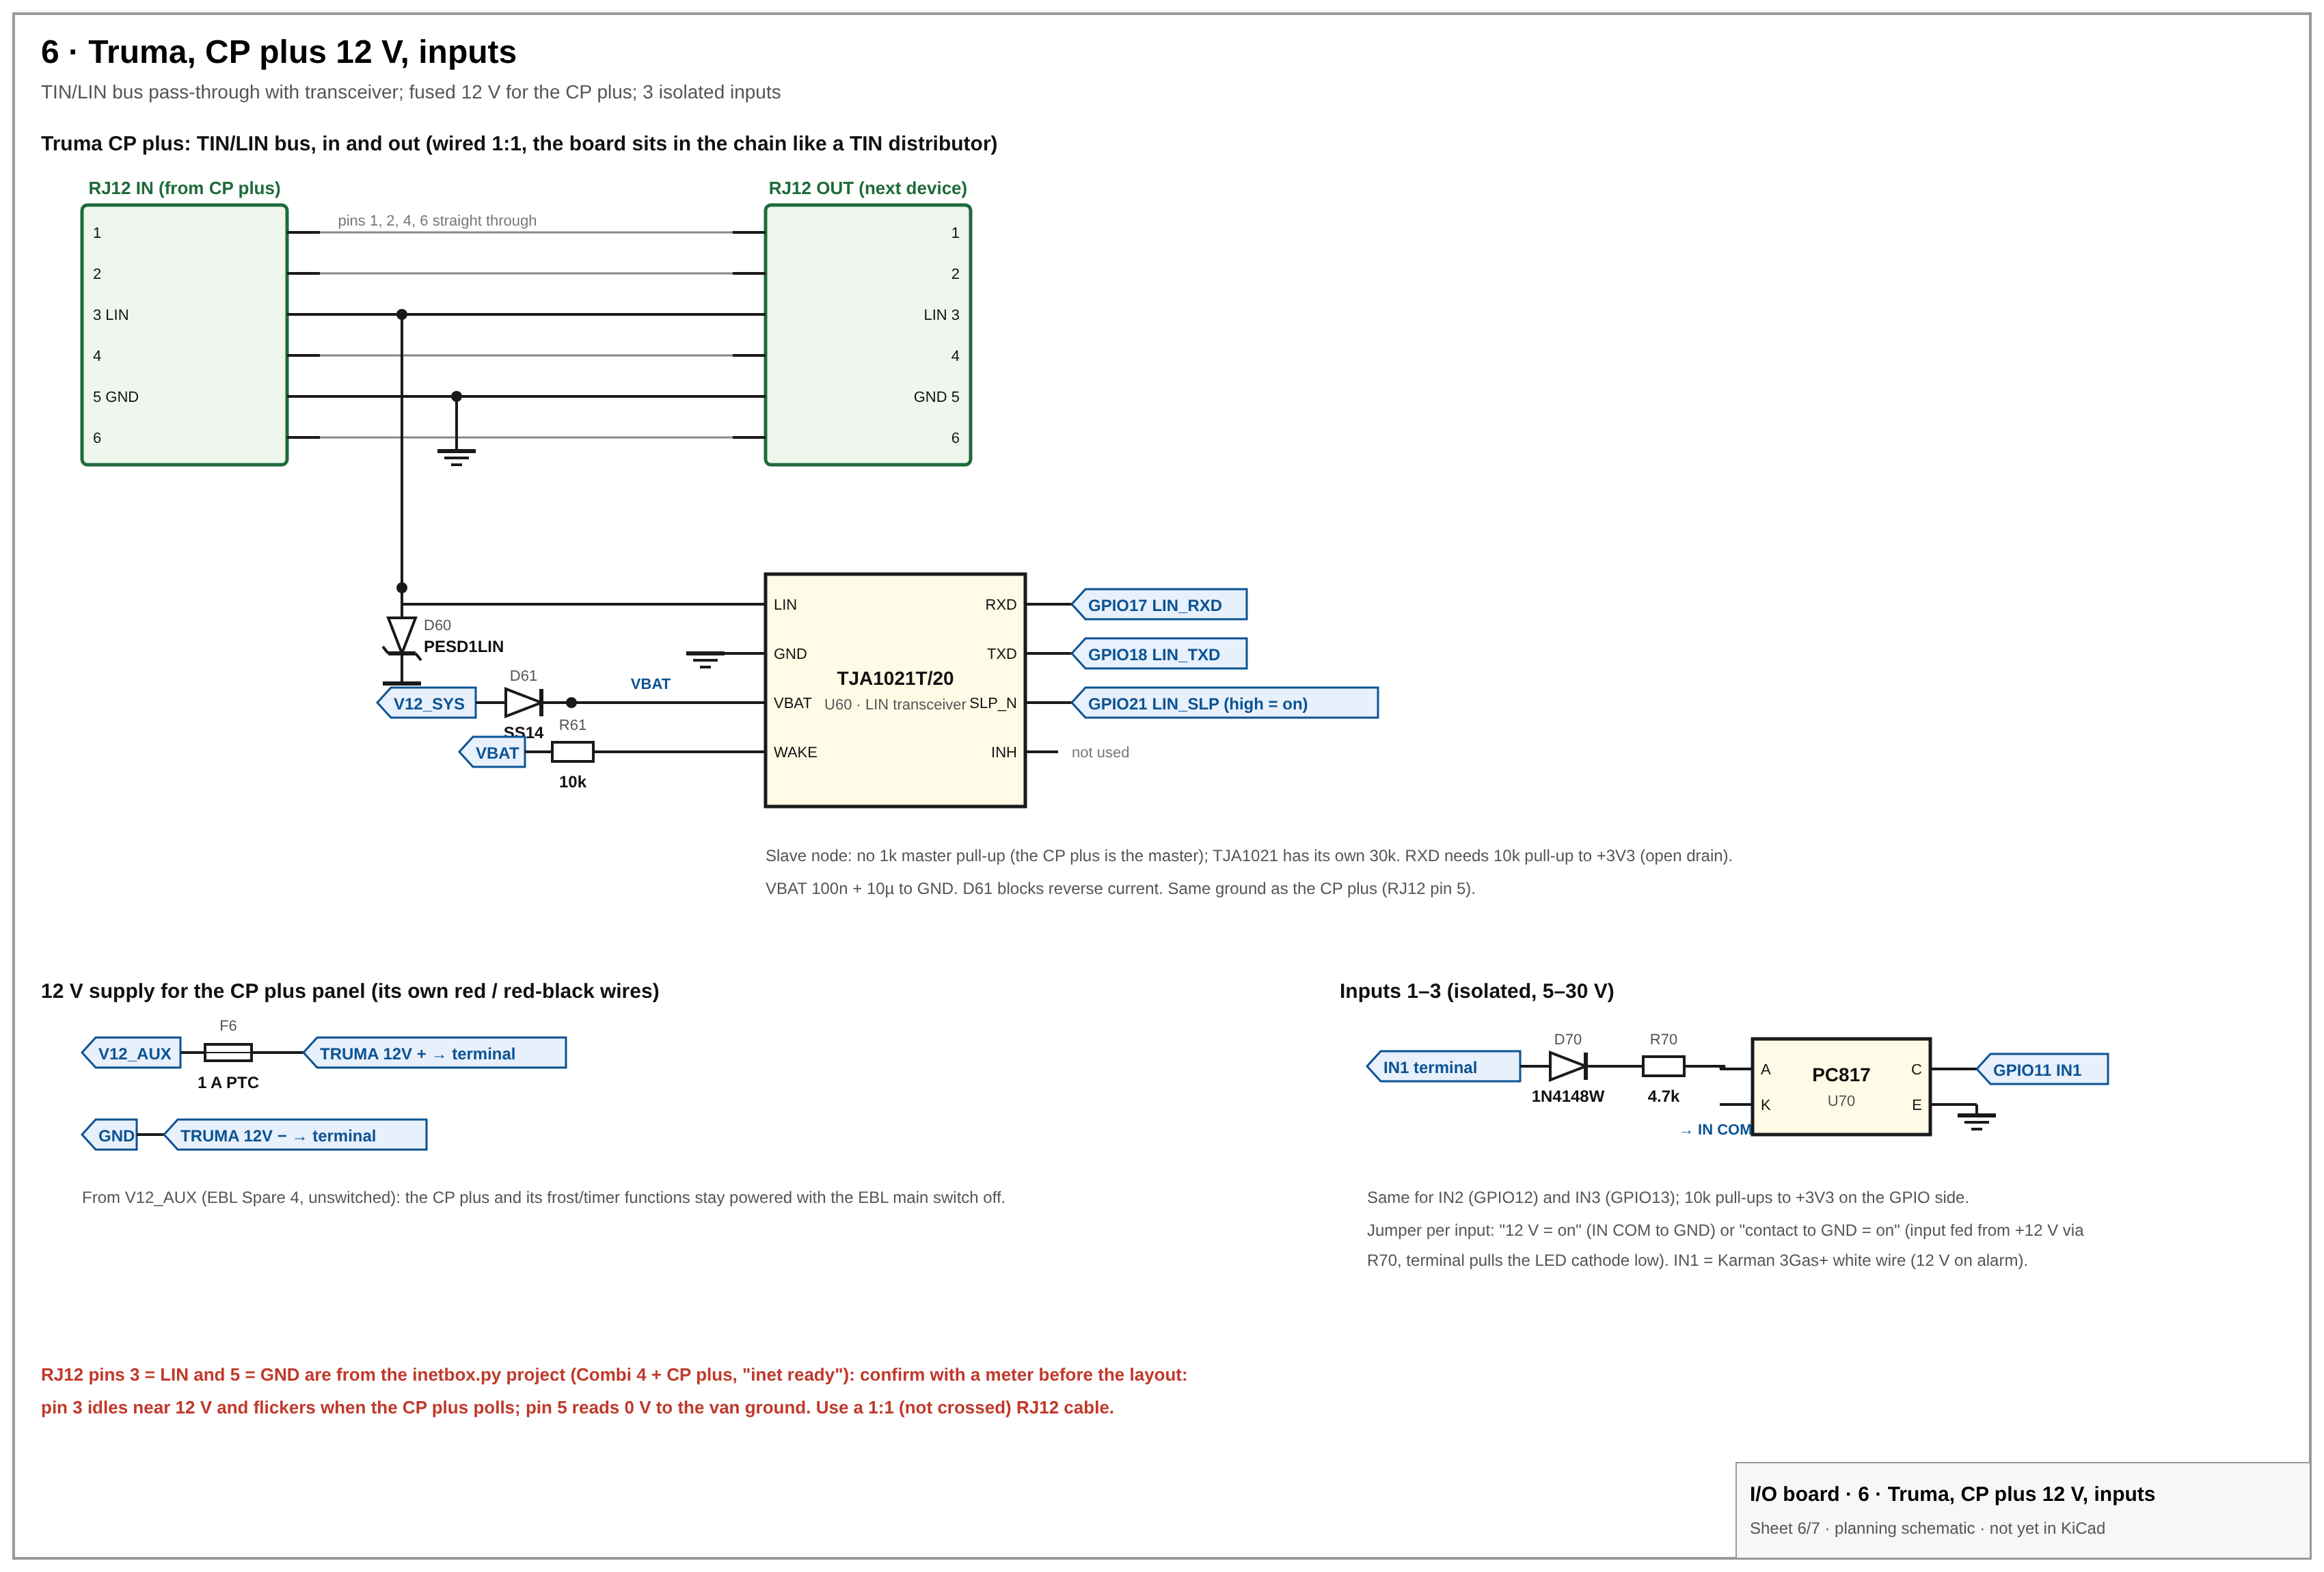 6 · Truma, CP plus 12 V, inputs
TIN/LIN bus pass-through with transceiver; fused 12 V for the CP plus; 3 isolated inputs
Truma CP plus: TIN/LIN bus, in and out (wired 1:1, the board sits in the chain like a TIN distributor)
RJ12 IN (from CP plus)
RJ12 OUT (next device)
pins 1, 2, 4, 6 straight through
1
1
2
2
3 LIN
LIN 3
4
4
5 GND
GND 5
6
6
LIN
RXD
GPIO17 LIN_RXD
D60
PESD1LIN
GND
TXD
GPIO18 LIN_TXD
D61
VBAT
TJA1021T/20
V12_SYS
VBAT
U60 · LIN transceiver
SLP_N
GPIO21 LIN_SLP (high = on)
SS14
R61
VBAT
WAKE
INH
not used
10k
Slave node: no 1k master pull-up (the CP plus is the master); TJA1021 has its own 30k. RXD needs 10k pull-up to +3V3 (open drain).
VBAT 100n + 10µ to GND. D61 blocks reverse current. Same ground as the CP plus (RJ12 pin 5).
12 V supply for the CP plus panel (its own red / red-black wires)
F6
V12_AUX
TRUMA 12V + → terminal
1 A PTC
GND
TRUMA 12V − → terminal
From V12_AUX (EBL Spare 4, unswitched): the CP plus and its frost/timer functions stay powered with the EBL main switch off.
Inputs 1–3 (isolated, 5–30 V)
D70
R70
IN1 terminal
A
PC817
C
GPIO11 IN1
1N4148W
4.7k
K
U70
E
→ IN COM
Same for IN2 (GPIO12) and IN3 (GPIO13); 10k pull-ups to +3V3 on the GPIO side.
Jumper per input: "12 V = on" (IN COM to GND) or "contact to GND = on" (input fed from +12 V via
R70, terminal pulls the LED cathode low). IN1 = Karman 3Gas+ white wire (12 V on alarm).
RJ12 pins 3 = LIN and 5 = GND are from the inetbox.py project (Combi 4 + CP plus, "inet ready"): confirm with a meter before the layout:
pin 3 idles near 12 V and flickers when the CP plus polls; pin 5 reads 0 V to the van ground. Use a 1:1 (not crossed) RJ12 cable.
I/O board · 6 · Truma, CP plus 12 V, inputs
Sheet 6/7 · planning schematic · not yet in KiCad